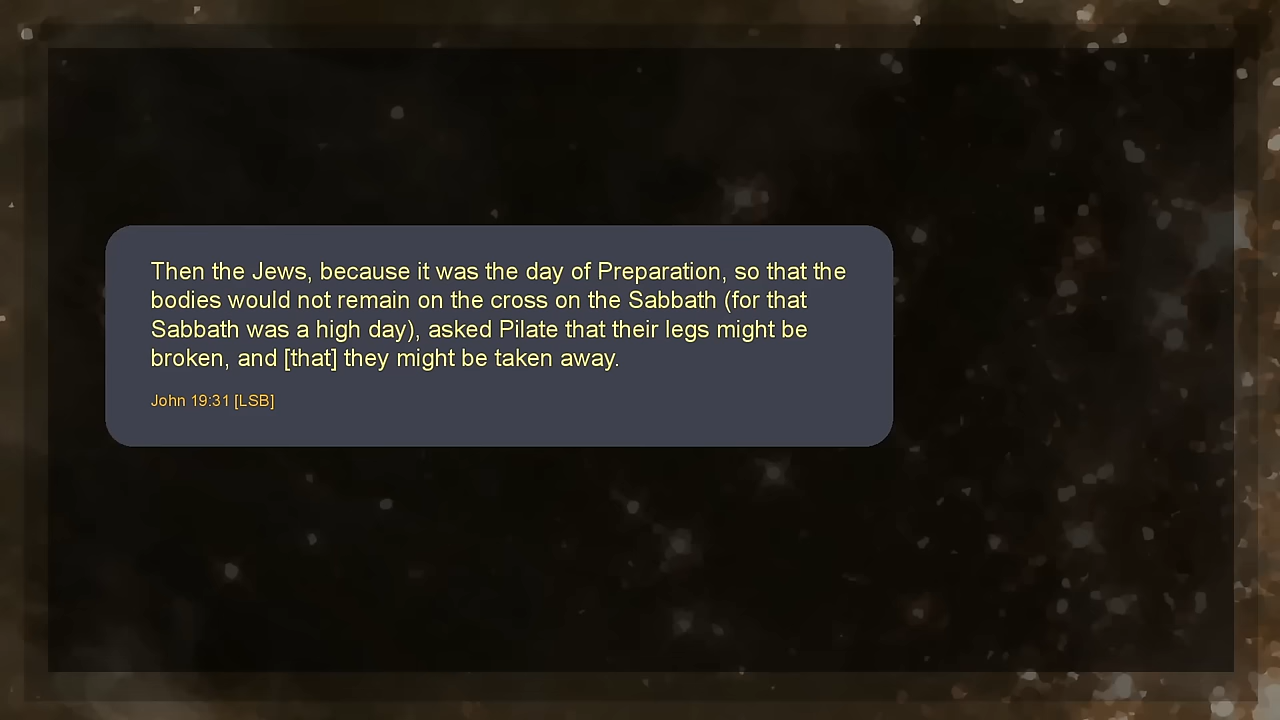 Then the Jews, because it was the day of Preparation, so that the
bodies would not remain on the cross on the Sabbath (for that
Sabbath was a high day), asked Pilate that their legs might be
broken, and [that] they might be taken away.
John 19:31 [LSB]